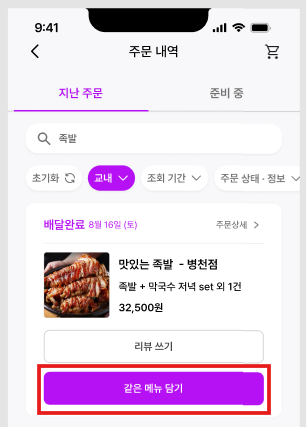 9:41
주문 내역
지난 주문
준비 중
족발
초기화
교내
조회 기간
주문 상태 · 정보
배달완료 8월 16일 (토)
주문상세
맛있는 족발 - 병천점
족발 + 막국수 저녁 set 외 1건
32,500원
리뷰 쓰기
같은 메뉴 담기